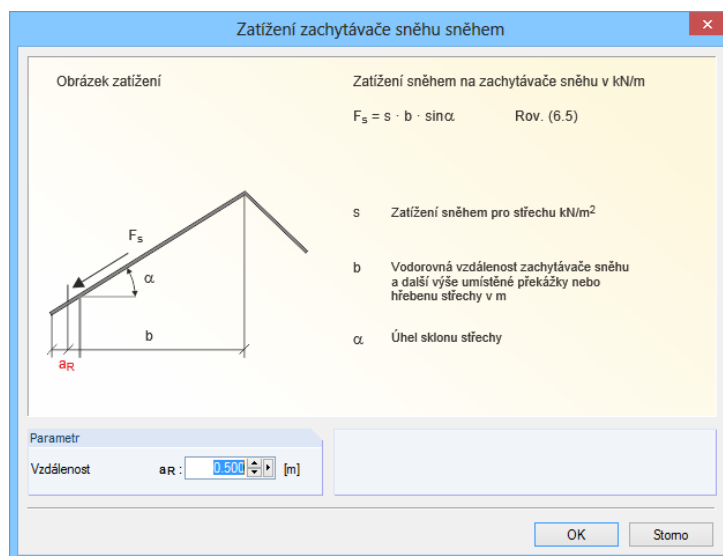 Zatížení zachytávače sněhu sněhem
Obrázek zatížení
Zatížení sněhem na zachytávače sněhu v kN/m
Fs = s · b · sinα Rov. (6.5)
Fs
α
b
aR
s Zatížení sněhem pro střechu kN/m²
b Vodorovná vzdálenost zachytávače sněhu
a další výše umístěné překážky nebo
hřebenu střechy v m
α Úhel sklonu střechy
Parametr
Vzdálenost aR : 0.500 [m]
OK Storno